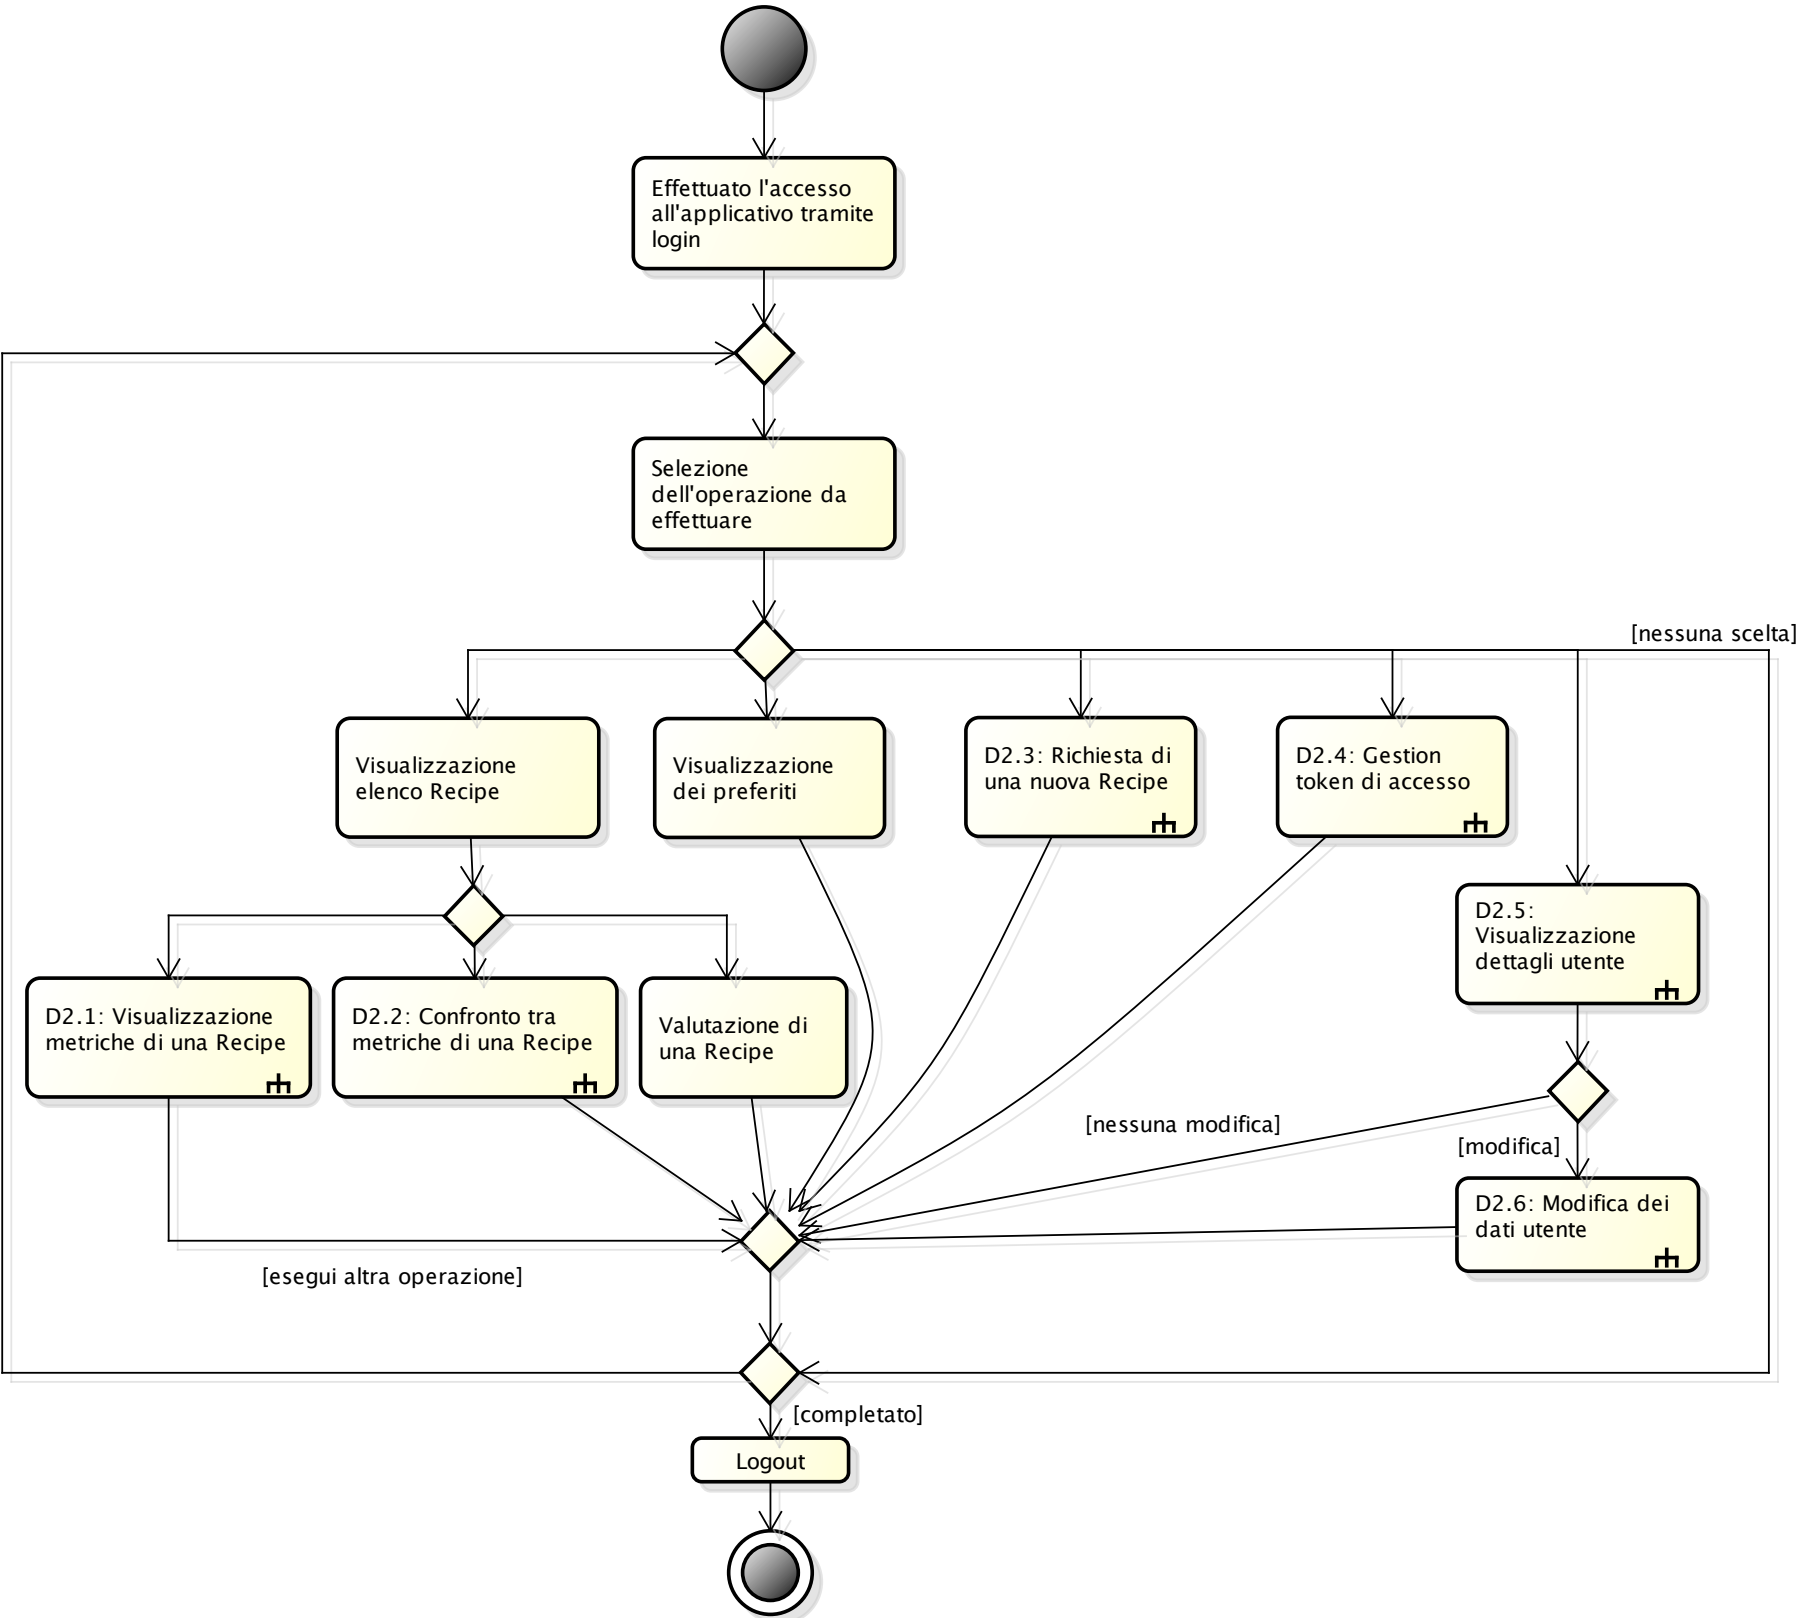 Effettuato l'accesso
all'applicativo tramite
login
Selezione
dell'operazione da
effettuare
[nessuna scelta]
Visualizzazione
elenco Recipe
Visualizzazione
dei preferiti
D2.3: Richiesta di
una nuova Recipe
D2.4: Gestion
token di accesso
D2.5:
Visualizzazione
dettagli utente
D2.1: Visualizzazione
metriche di una Recipe
D2.2: Confronto tra
metriche di una Recipe
Valutazione di
una Recipe
[nessuna modifica]
[modifica]
D2.6: Modifica dei
dati utente
[esegui altra operazione]
[completato]
Logout